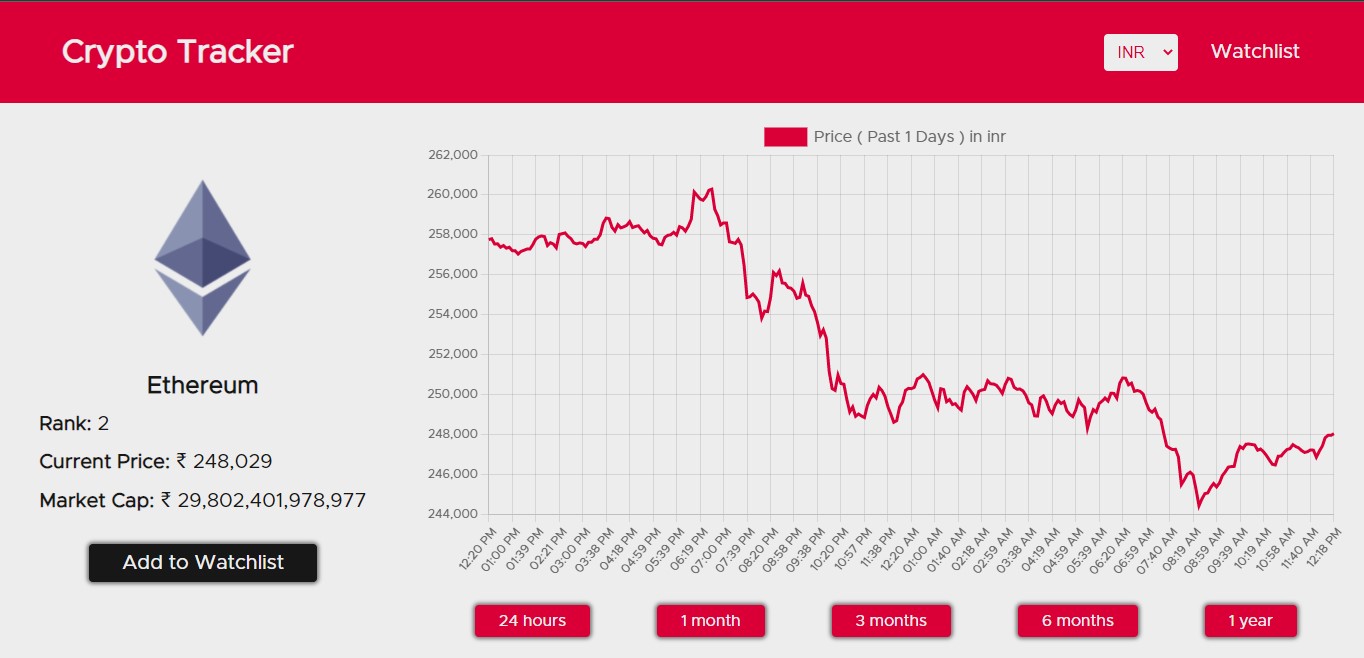 Crypto Tracker
INR
Watchlist
Price ( Past 1 Days ) in inr
262,000
260,000
258,000
256,000
254,000
252,000
250,000
248,000
246,000
244,000
12:20 PM
01:00 PM
01:39 PM
02:21 PM
03:00 PM
03:38 PM
04:18 PM
04:59 PM
05:39 PM
06:19 PM
07:00 PM
07:39 PM
08:20 PM
08:58 PM
09:38 PM
10:20 PM
10:57 PM
11:38 PM
12:20 AM
01:00 AM
01:40 AM
02:18 AM
02:59 AM
03:38 AM
04:19 AM
04:59 AM
05:39 AM
06:20 AM
06:59 AM
07:40 AM
08:19 AM
08:59 AM
09:39 AM
10:19 AM
10:58 AM
11:40 AM
12:18 PM
Ethereum
Rank: 2
Current Price: ₹ 248,029
Market Cap: ₹ 29,802,401,978,977
Add to Watchlist
24 hours
1 month
3 months
6 months
1 year